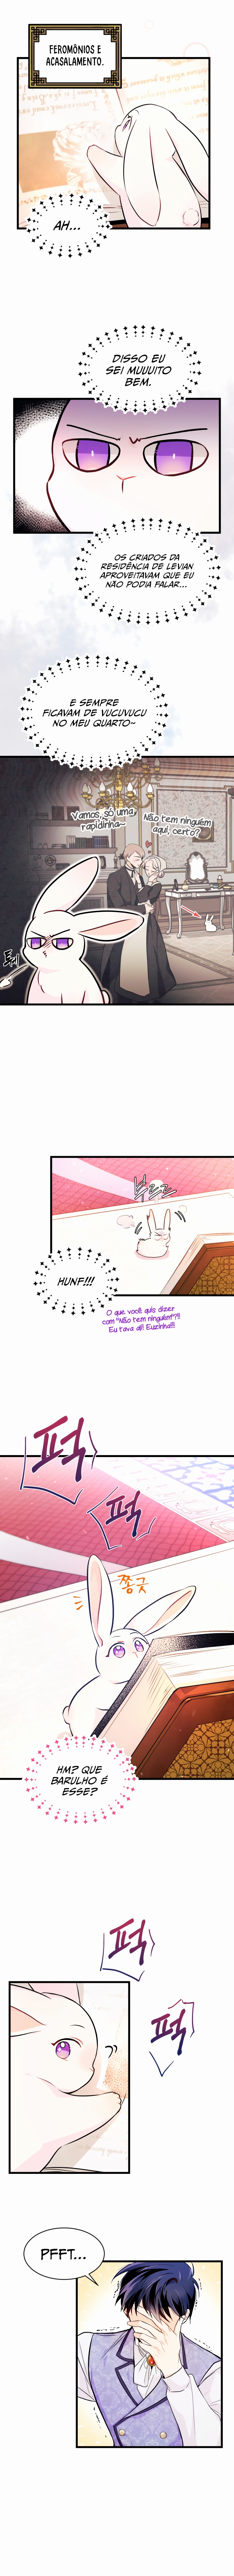 FEROMÔNIOS E
ACASALAMENTO.
AH...
DISSO EU
SEI MUUUITO
BEM.
OS CRIADOS DA
RESIDÊNCIA DE LEVIAN
APROVEITAVAM QUE EU
NÃO PODIA FALAR...
E SEMPRE
FICAVAM DE VUCUVUCU
NO MEU QUARTO~
Vamos, só uma
rapidinha~
Não tem ninguém
aqui, certo?
HUNF!!!
O que você quis dizer
com "Não tem ninguém"?!!
Eu tava ali! Euzinha!!!
퍽
퍽
쫑긋
HM? QUE
BARULHO É
ESSE?
퍽
퍽
PFFT...